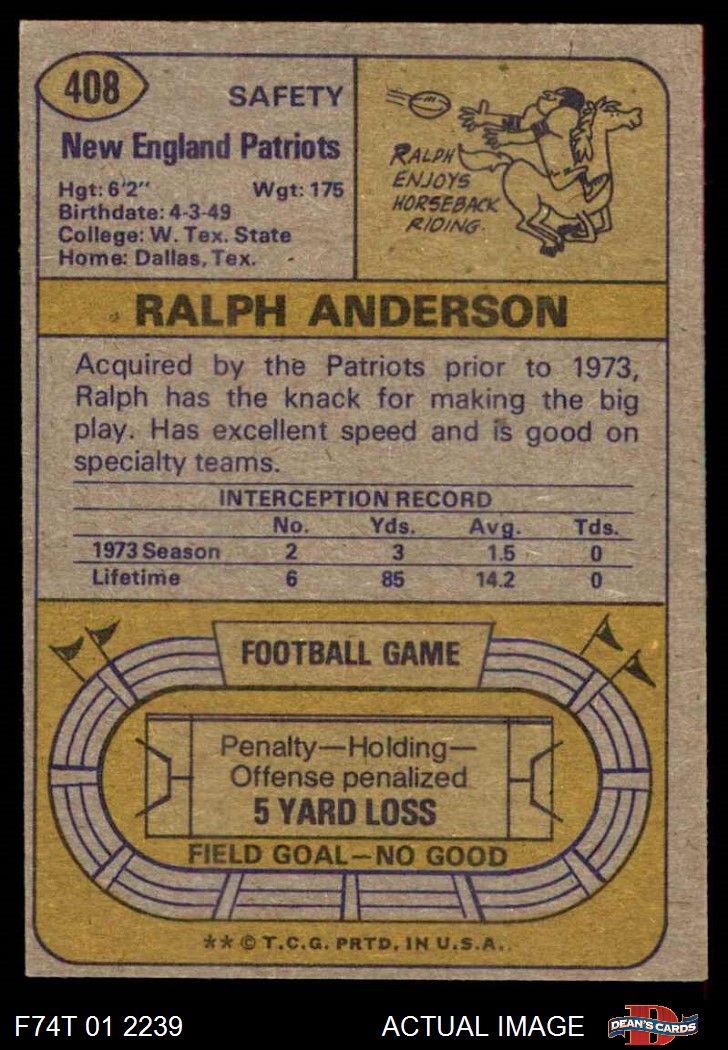 408
SAFETY
New England Patriots
Hgt: 6'2" Wgt: 175
Birthdate: 4-3-49
College: W. Tex. State
Home: Dallas, Tex.
RALPH
ENJOYS
HORSEBACK
RIDING.
RALPH ANDERSON
Acquired by the Patriots prior to 1973,
Ralph has the knack for making the big
play. Has excellent speed and is good on
specialty teams.
INTERCEPTION RECORD
No. Yds. Avg. Tds.
1973 Season 2 3 1.5 0
Lifetime 6 85 14.2 0
FOOTBALL GAME
Penalty—Holding—
Offense penalized
5 YARD LOSS
FIELD GOAL—NO GOOD
** © T.C.G. PRTD. IN U.S.A.
F74T 01 2239 ACTUAL IMAGE
DEAN'S CARDS